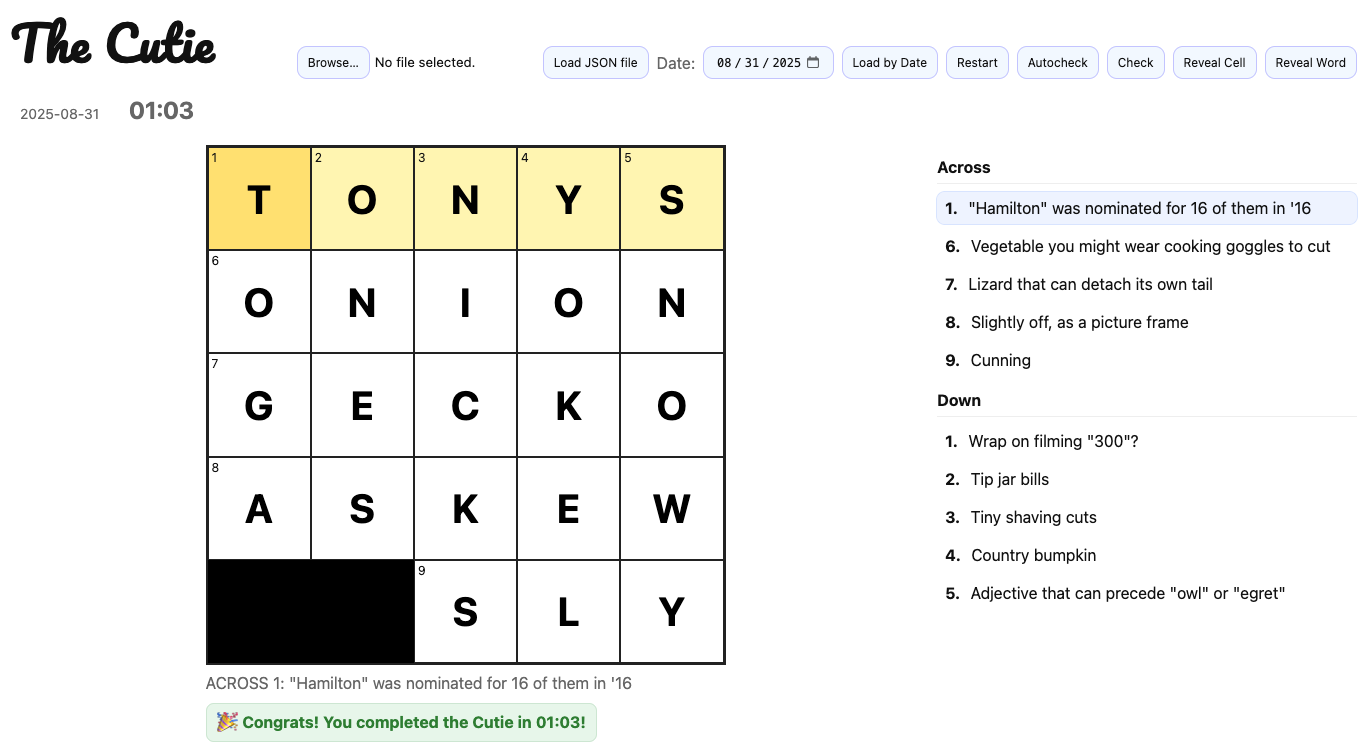 The Cutie
Browse... No file selected. Load JSON file Date: 08/31/2025 Load by Date Restart Autocheck Check Reveal Cell Reveal Word
2025-08-31 01:03
1 T 2 O 3 N 4 Y 5 S
6 O N I O N
7 G E C K O
8 A S K E W
9 S L Y
ACROSS 1: "Hamilton" was nominated for 16 of them in '16
🎉 Congrats! You completed the Cutie in 01:03!
Across
1. "Hamilton" was nominated for 16 of them in '16
6. Vegetable you might wear cooking goggles to cut
7. Lizard that can detach its own tail
8. Slightly off, as a picture frame
9. Cunning
Down
1. Wrap on filming "300"?
2. Tip jar bills
3. Tiny shaving cuts
4. Country bumpkin
5. Adjective that can precede "owl" or "egret"